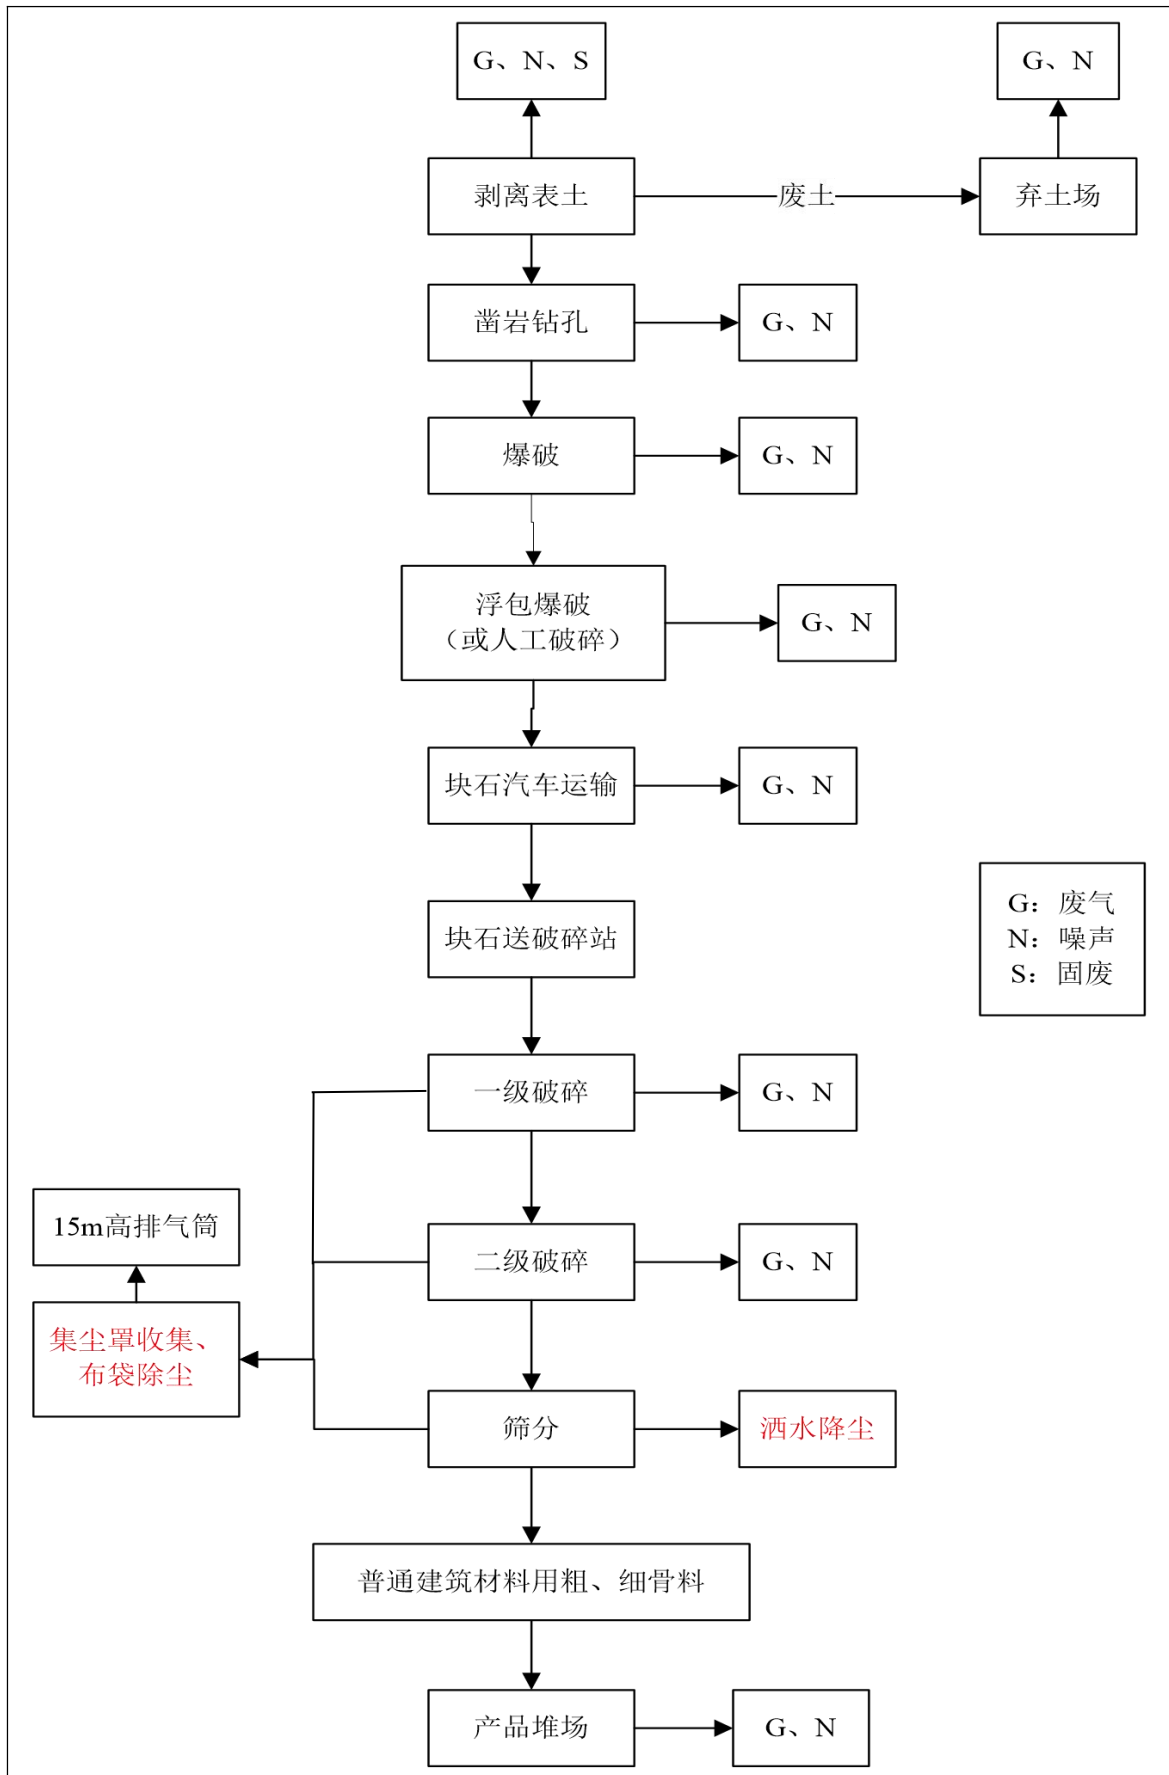 G、N、S
G、N
剥离表土
废土
弃土场
凿岩钻孔
G、N
爆破
G、N
浮包爆破
（或人工破碎）
G、N
块石汽车运输
G、N
G：废气
N：噪声
S：固废
块石送破碎站
一级破碎
G、N
15m高排气筒
二级破碎
G、N
集尘罩收集、
布袋除尘
筛分
洒水降尘
普通建筑材料用粗、细骨料
产品堆场
G、N